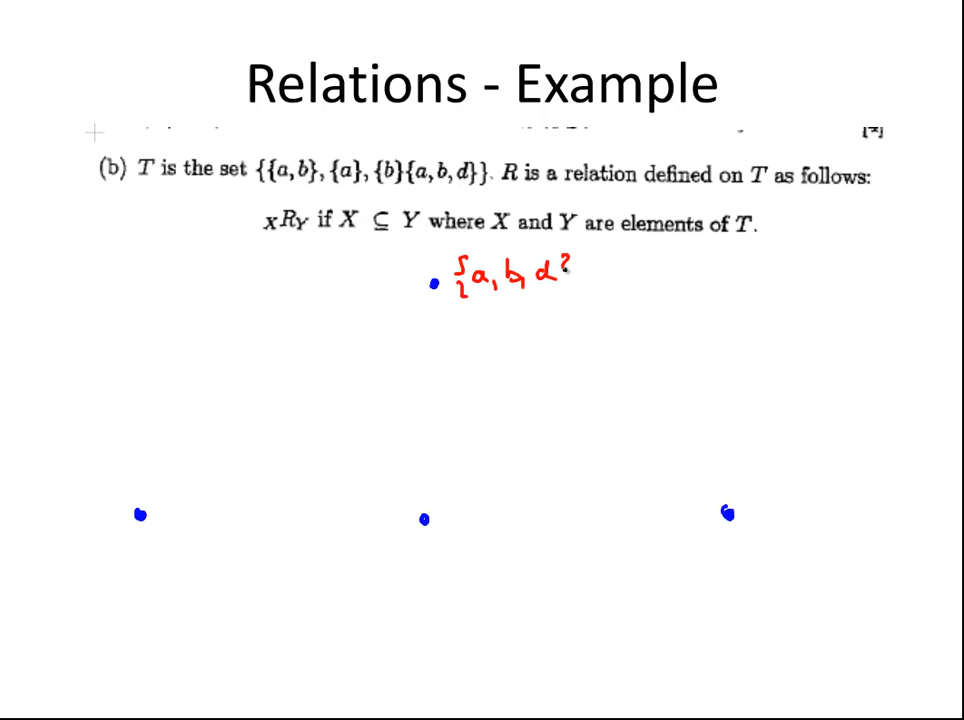 Relations - Example
(b) T is the set {{a, b}, {a}, {b}{a, b, d}}. R is a relation defined on T as follows:
XRY if X ⊆ Y where X and Y are elements of T.
{a, b, d}